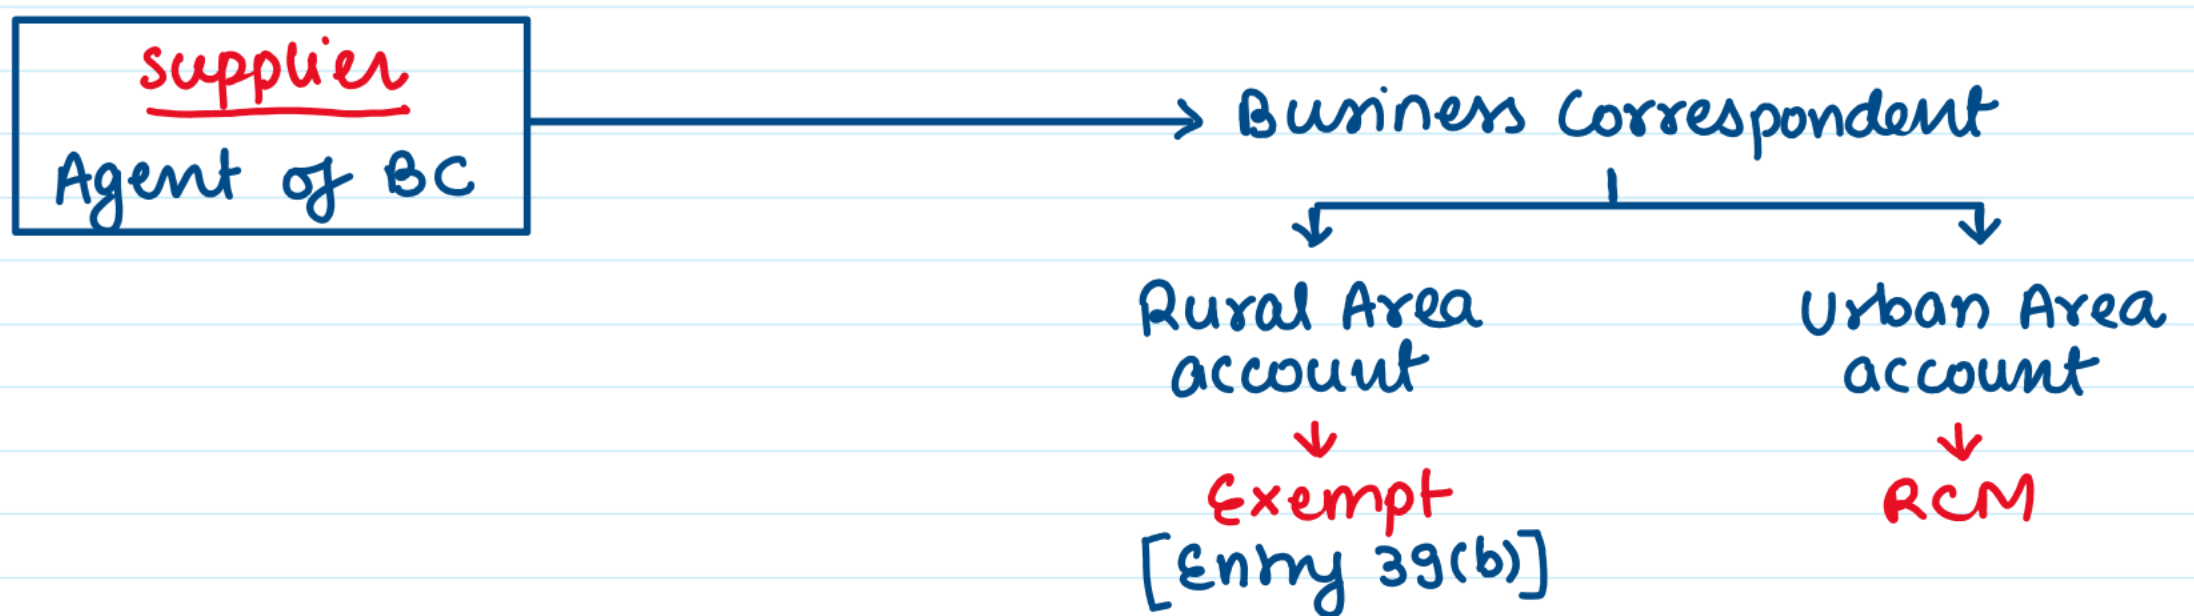 supplier
Agent of BC
Business Correspondent
Rural Area
account
Urban Area
account
Exempt
[Entry 39(b)]
RCM